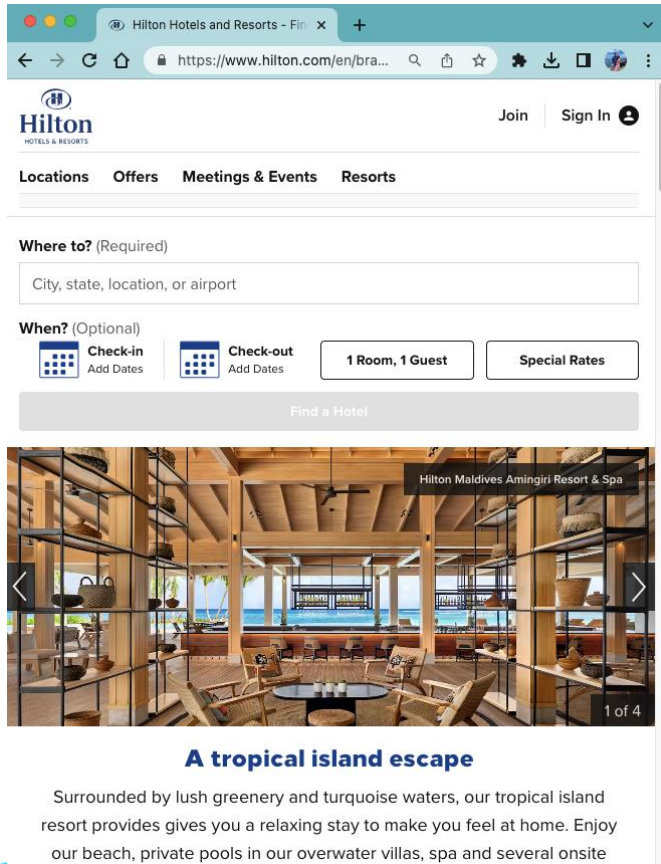 Hilton Hotels and Resorts - Fin
https://www.hilton.com/en/bra...
Hilton
HOTELS & RESORTS
Join
Sign In
Locations Offers Meetings & Events Resorts
Where to? (Required)
City, state, location, or airport
When? (Optional)
Check-in
Add Dates
Check-out
Add Dates
1 Room, 1 Guest
Special Rates
Find a Hotel
Hilton Maldives Amingiri Resort & Spa
1 of 4
A tropical island escape
Surrounded by lush greenery and turquoise waters, our tropical island
resort provides gives you a relaxing stay to make you feel at home. Enjoy
our beach, private pools in our overwater villas, spa and several onsite